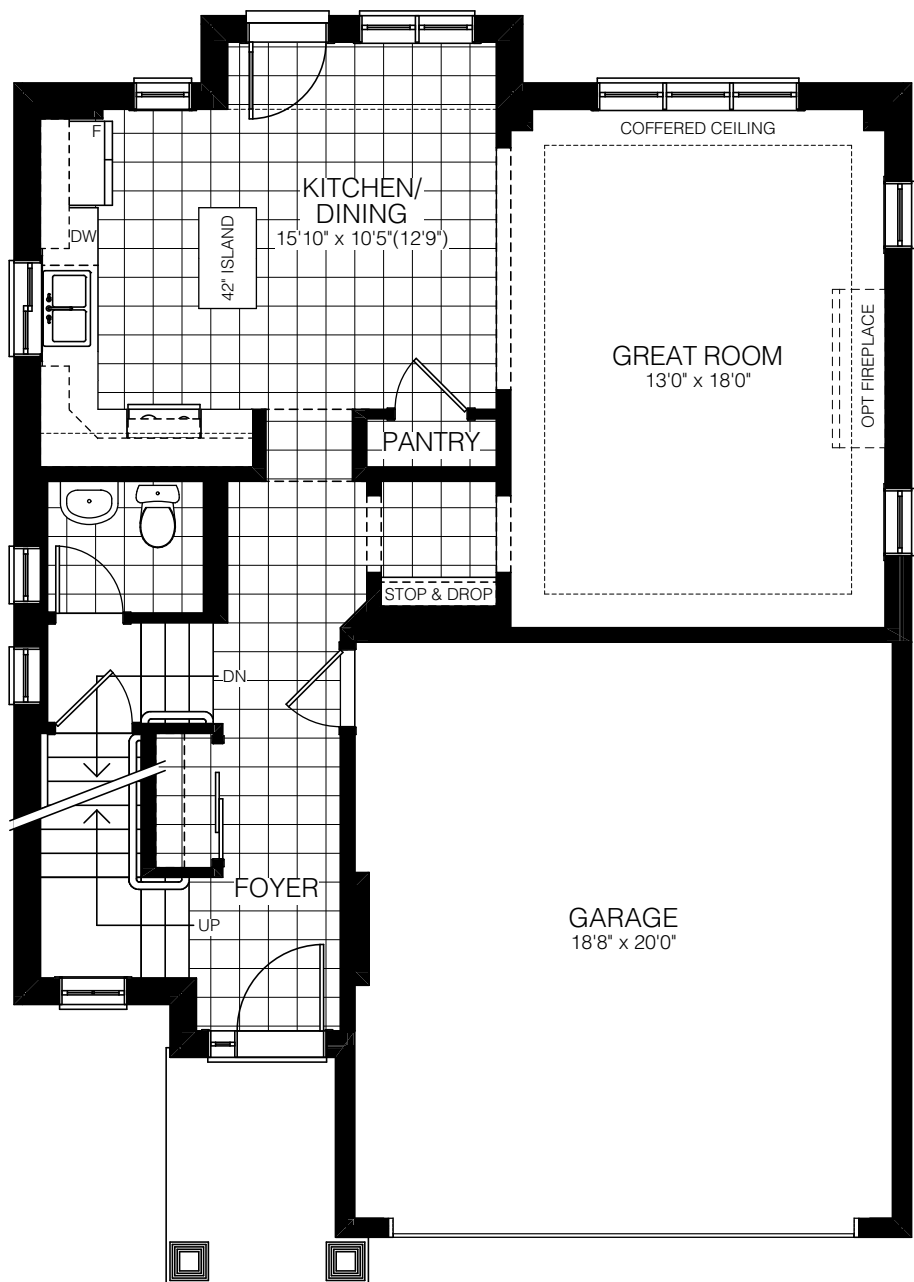 COFFERED CEILING
F
KITCHEN/
DINING
15'10" x 10'5"(12'9")
DW
42" ISLAND
GREAT ROOM
13'0" x 18'0"
OPT FIREPLACE
PANTRY
STOP & DROP
DN
FOYER
UP
GARAGE
18'8" x 20'0"